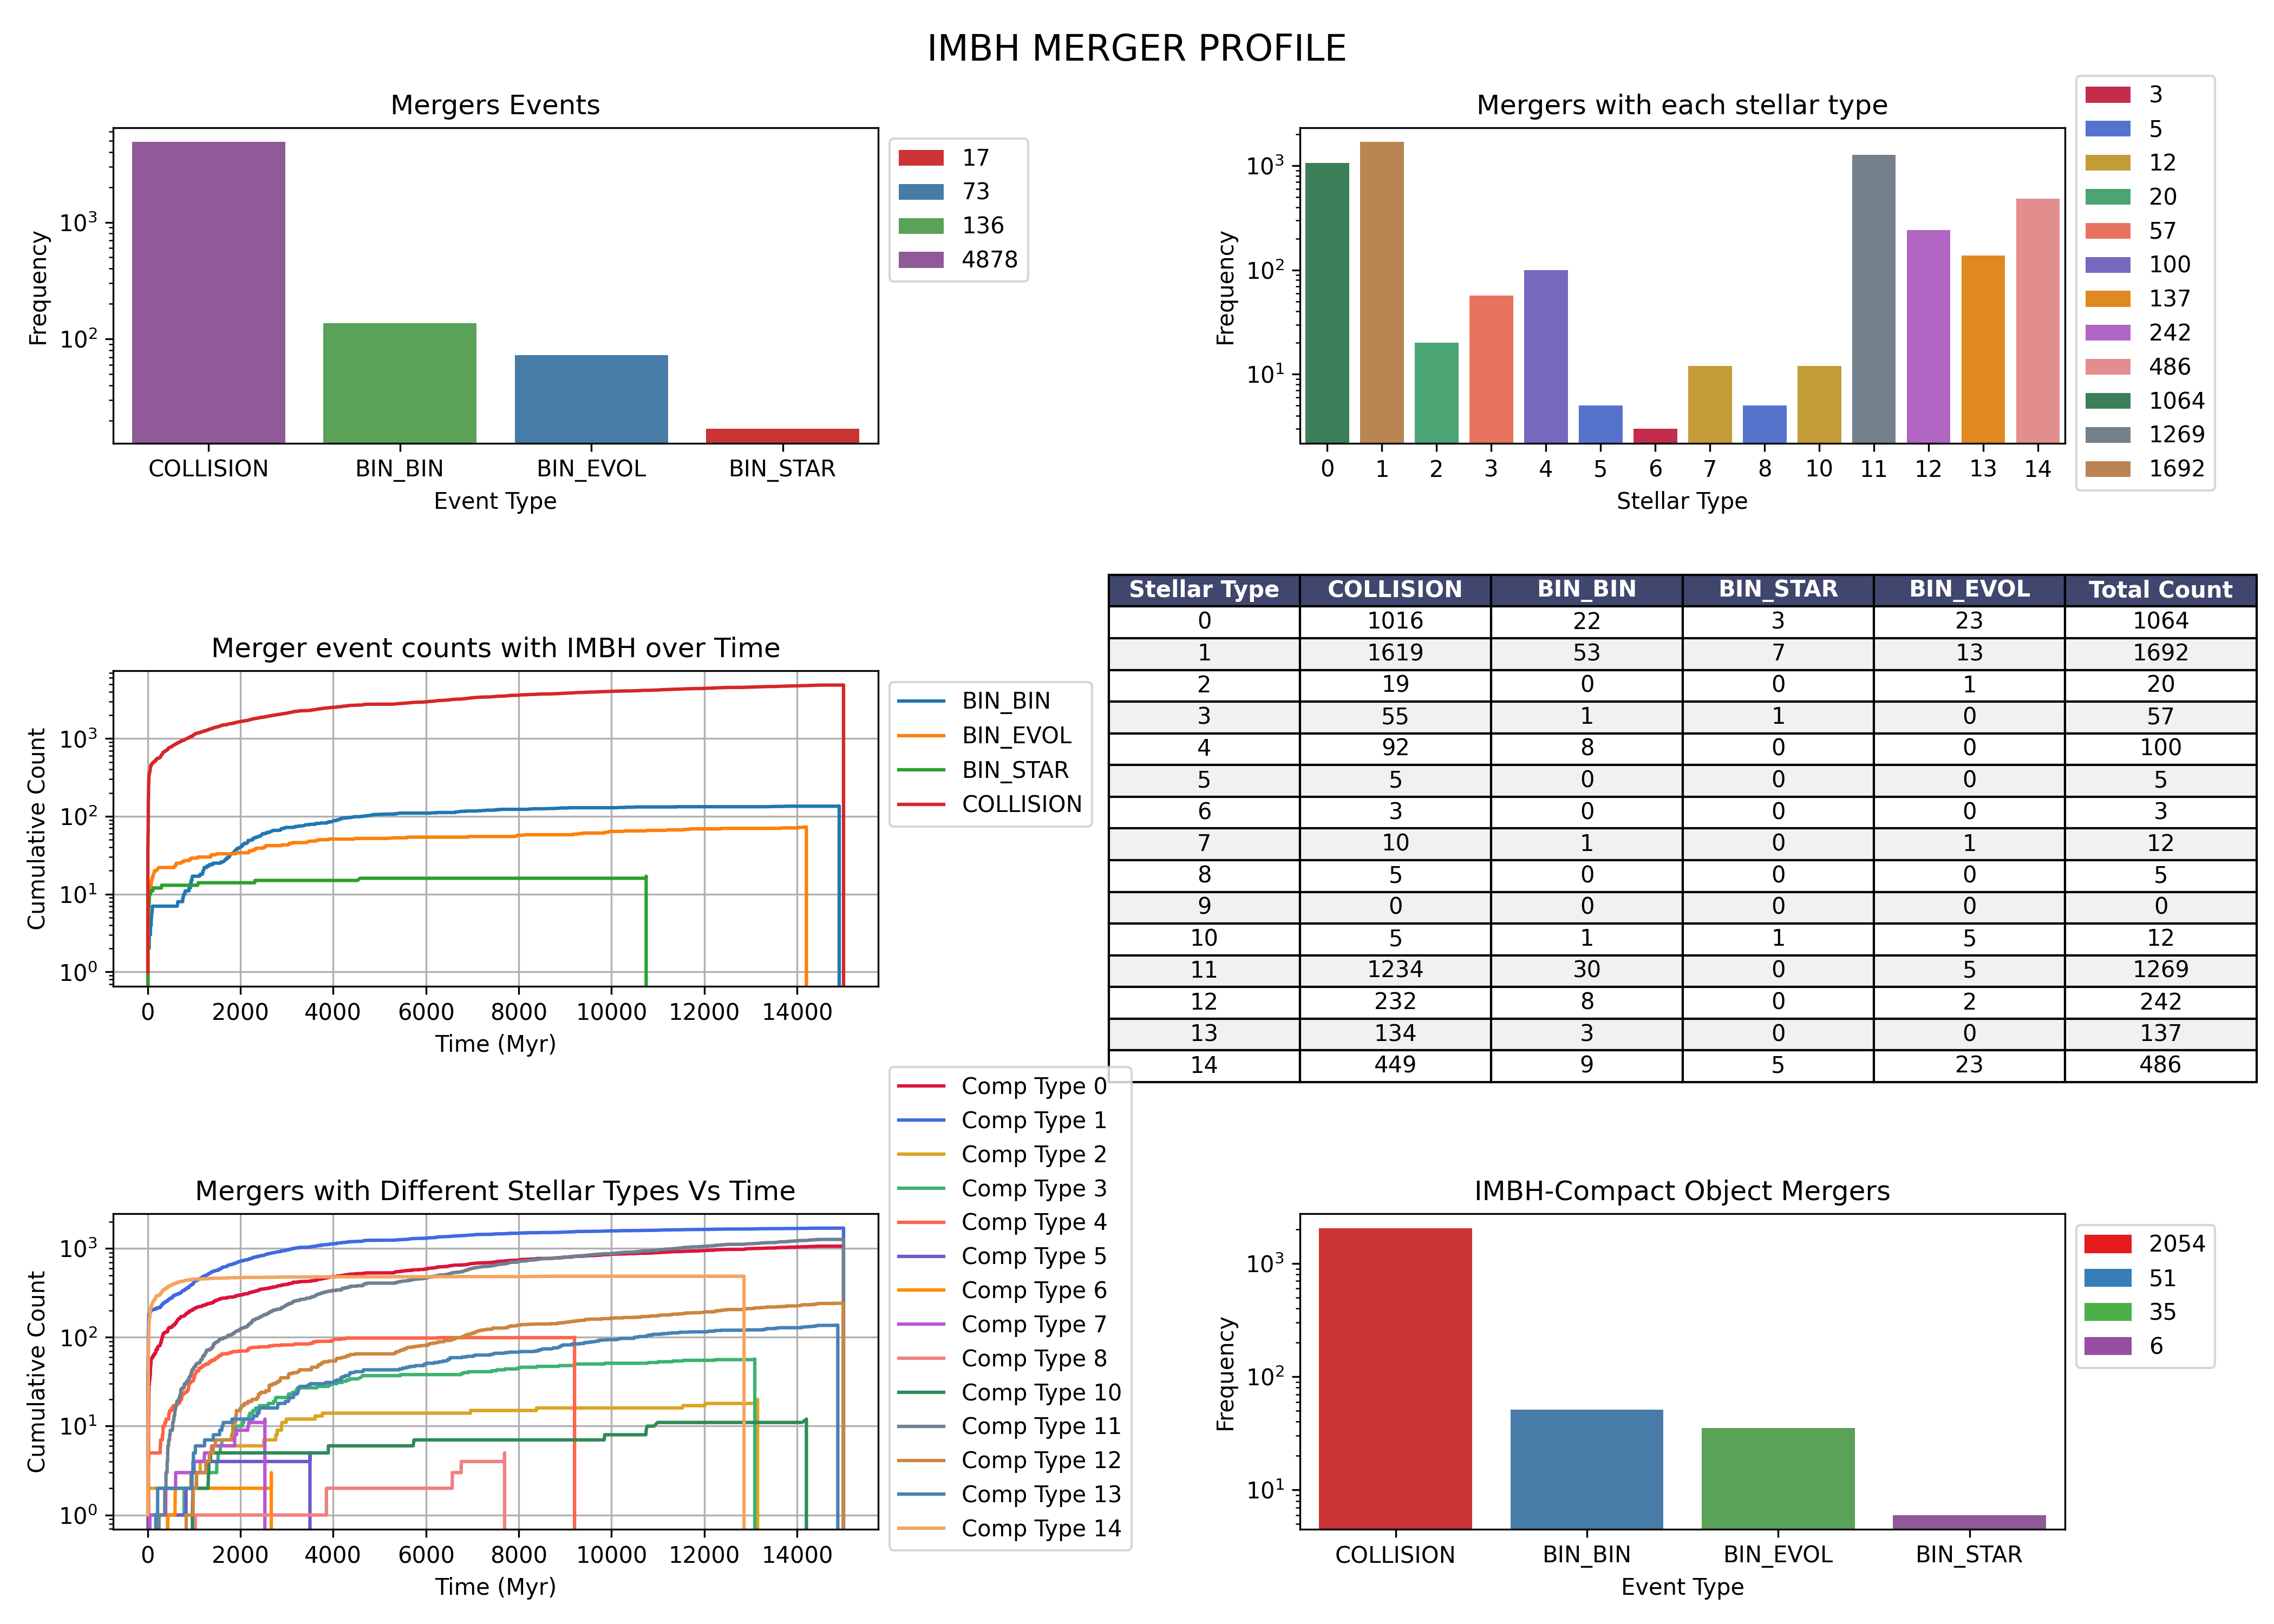 IMBH MERGER PROFILE
Mergers Events
Frequency
10³
10²
COLLISION BIN_BIN BIN_EVOL BIN_STAR
Event Type
17
73
136
4878
Mergers with each stellar type
Frequency
10³
10²
10¹
0 1 2 3 4 5 6 7 8 10 11 12 13 14
Stellar Type
3
5
12
20
57
100
137
242
486
1064
1269
1692
Merger event counts with IMBH over Time
Cumulative Count
10³
10²
10¹
10⁰
0 2000 4000 6000 8000 10000 12000 14000
Time (Myr)
BIN_BIN
BIN_EVOL
BIN_STAR
COLLISION
Stellar Type COLLISION BIN_BIN BIN_STAR BIN_EVOL Total Count
0 1016 22 3 23 1064
1 1619 53 7 13 1692
2 19 0 0 1 20
3 55 1 1 0 57
4 92 8 0 0 100
5 5 0 0 0 5
6 3 0 0 0 3
7 10 1 0 1 12
8 5 0 0 0 5
9 0 0 0 0 0
10 5 1 1 5 12
11 1234 30 0 5 1269
12 232 8 0 2 242
13 134 3 0 0 137
14 449 9 5 23 486
Mergers with Different Stellar Types Vs Time
Cumulative Count
10³
10²
10¹
10⁰
0 2000 4000 6000 8000 10000 12000 14000
Time (Myr)
Comp Type 0
Comp Type 1
Comp Type 2
Comp Type 3
Comp Type 4
Comp Type 5
Comp Type 6
Comp Type 7
Comp Type 8
Comp Type 10
Comp Type 11
Comp Type 12
Comp Type 13
Comp Type 14
IMBH-Compact Object Mergers
Frequency
10³
10²
10¹
COLLISION BIN_BIN BIN_EVOL BIN_STAR
Event Type
2054
51
35
6